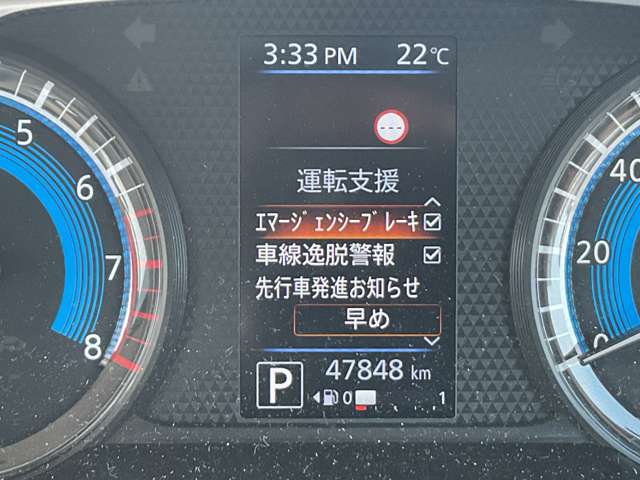 3:33 PM 22℃
---
運転支援
ｴﾏｰｼﾞｪﾝｼｰﾌﾞﾚｰｷ
車線逸脱警報
先行車発進お知らせ
早め
P 47848 km
0 1
5
6
7
8
40
20
0